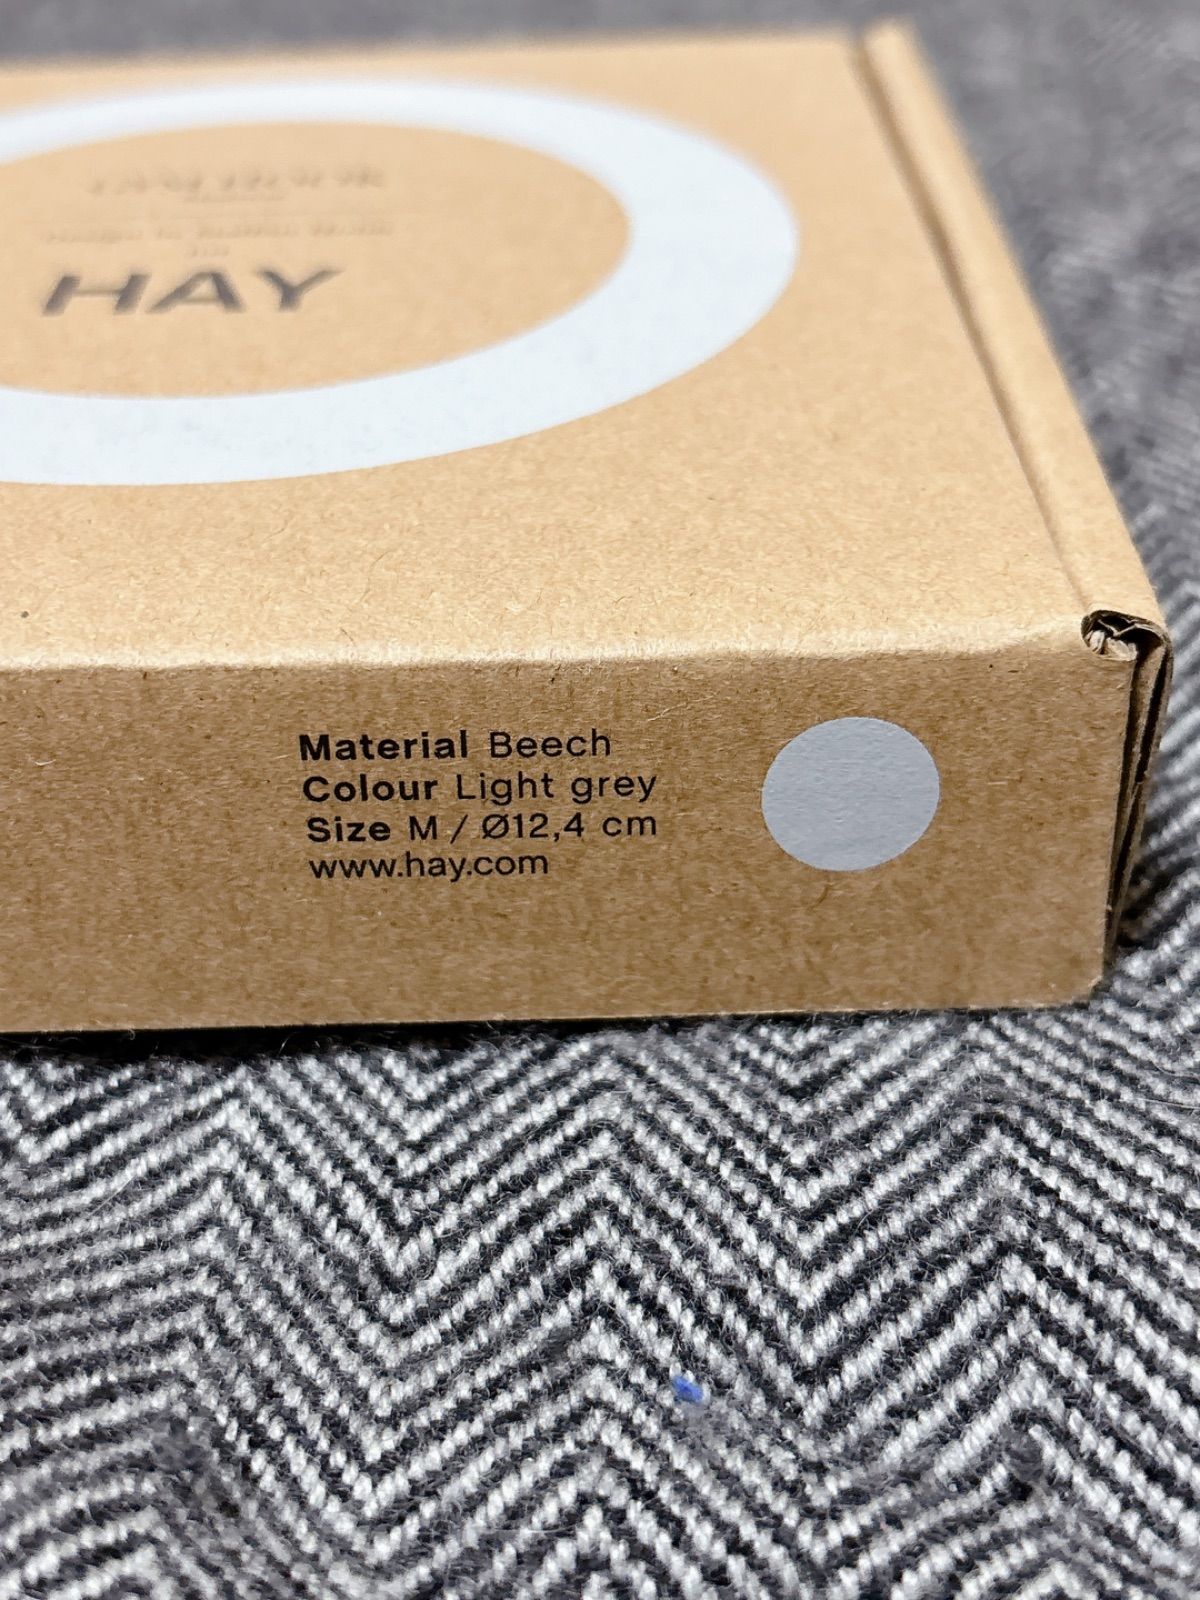 HAY
Material Beech
Colour Light grey
Size M / Ø12,4 cm
www.hay.com